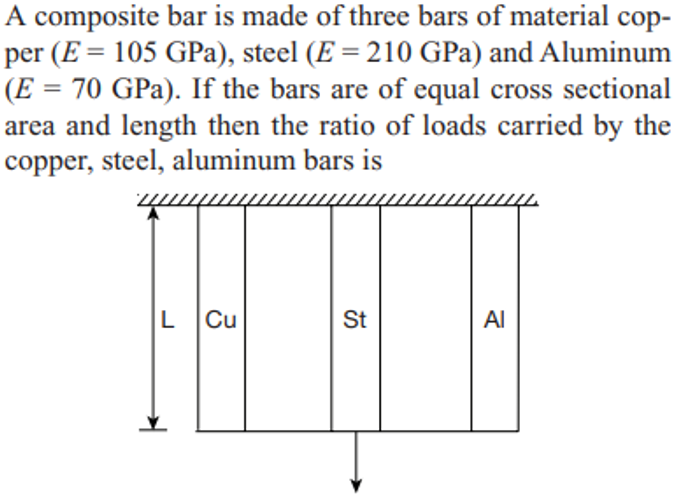 A composite bar is made of three bars of material cop-
per (E = 105 GPa), steel (E = 210 GPa) and Aluminum
(E = 70 GPa). If the bars are of equal cross sectional
area and length then the ratio of loads carried by the
copper, steel, aluminum bars is
L Cu St Al